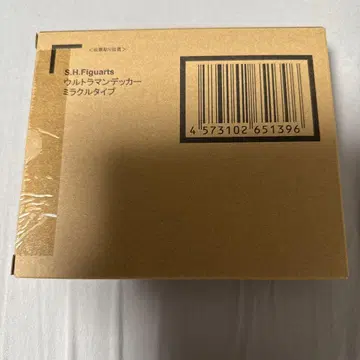 S.H.Figuarts
ウルトラマンデッカー
ミラクルタイプ
4 573102 651396